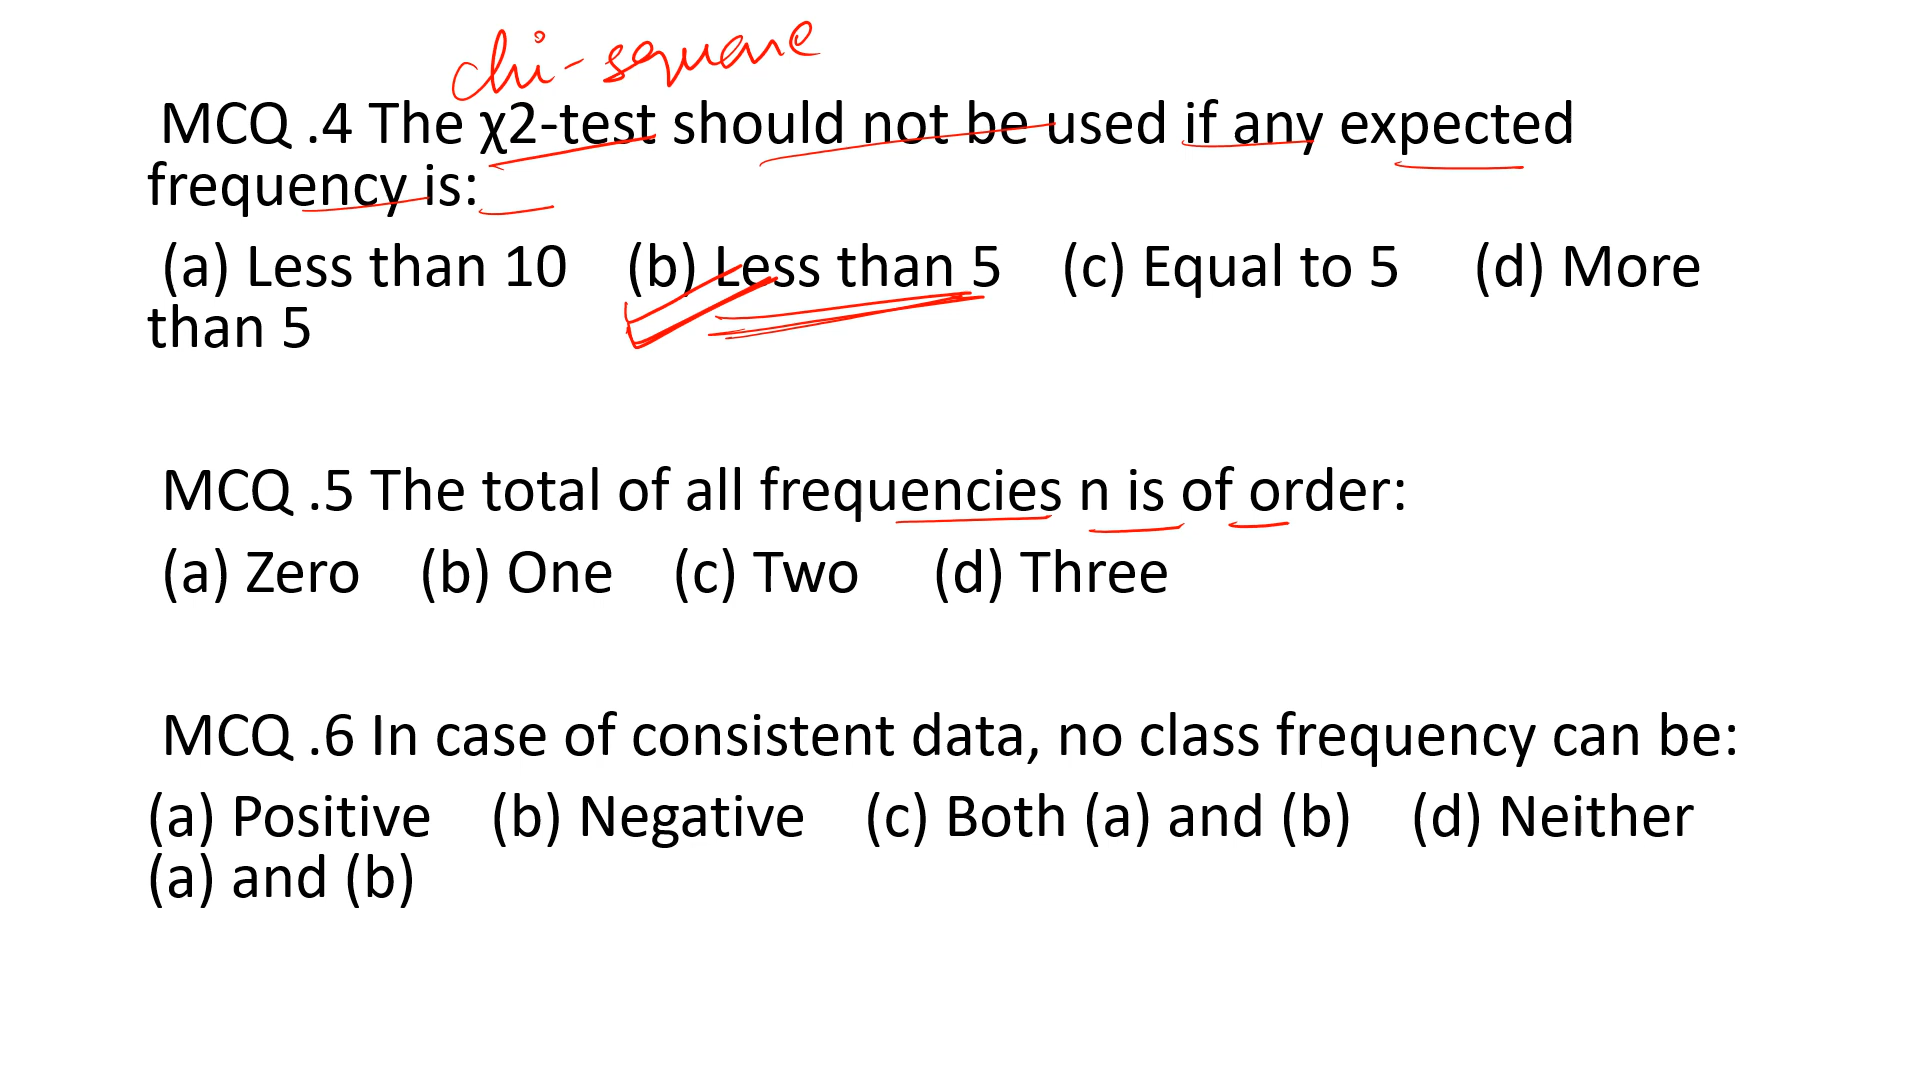 chi-square
MCQ .4 The χ2-test should not be used if any expected
frequency is:
(a) Less than 10 (b) Less than 5 (c) Equal to 5 (d) More
than 5
MCQ .5 The total of all frequencies n is of order:
(a) Zero (b) One (c) Two (d) Three
MCQ .6 In case of consistent data, no class frequency can be:
(a) Positive (b) Negative (c) Both (a) and (b) (d) Neither
(a) and (b)